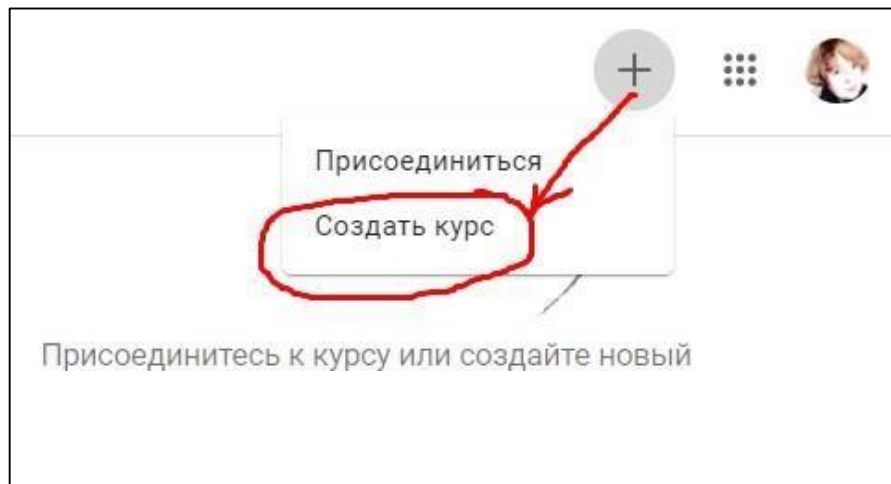 Присоединиться
Создать курс
Присоединитесь к курсу или создайте новый